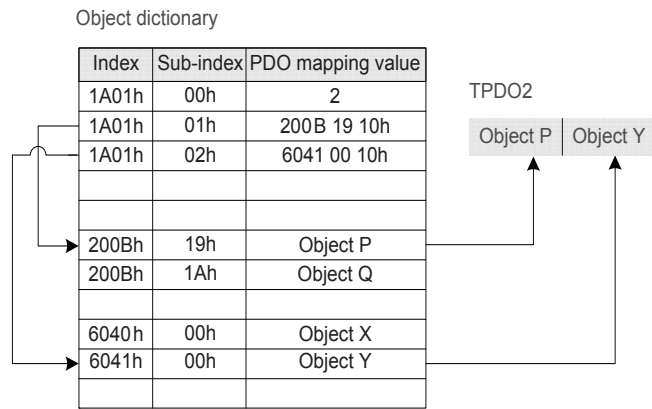 Object dictionary
Index Sub-index PDO mapping value
1A01h 00h 2
1A01h 01h 200B 19 10h
1A01h 02h 6041 00 10h
200Bh 19h Object P
200Bh 1Ah Object Q
6040h 00h Object X
6041h 00h Object Y
TPDO2
Object P Object Y